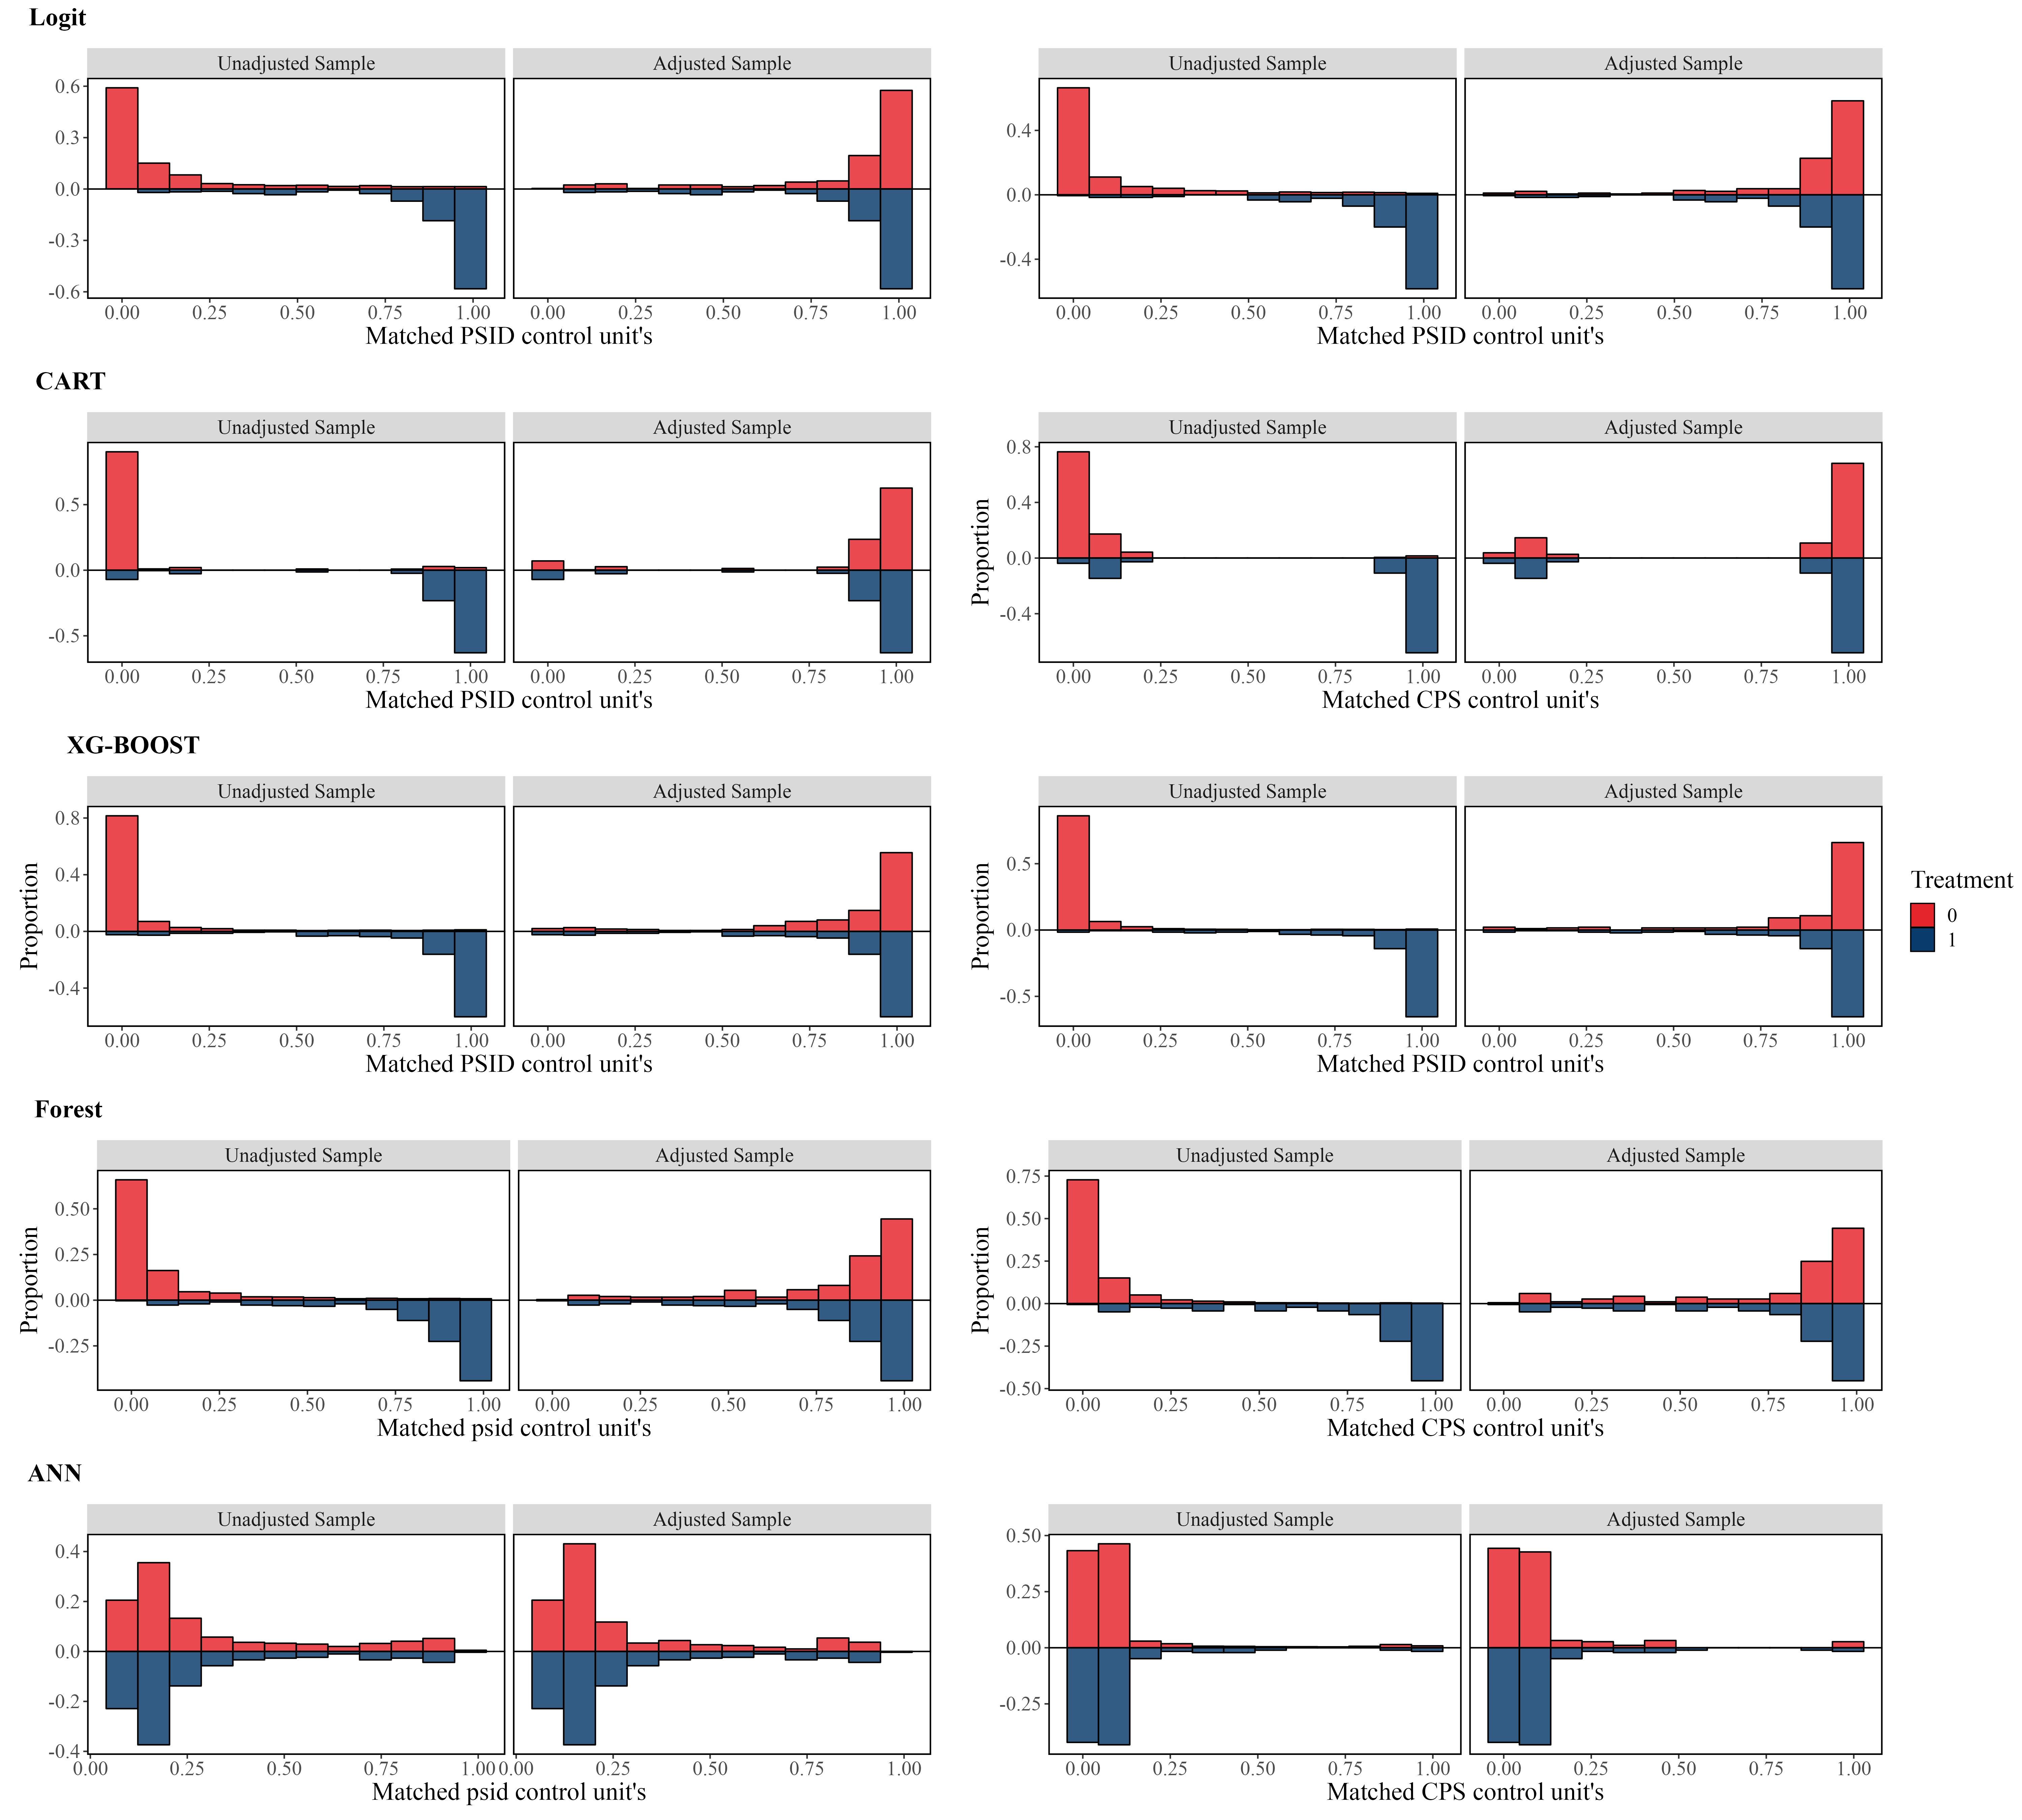 Logit
Unadjusted Sample Adjusted Sample Unadjusted Sample Adjusted Sample
0.6
0.3
0.0
-0.3
-0.6
0.4
0.0
-0.4
0.00 0.25 0.50 0.75 1.00 0.00 0.25 0.50 0.75 1.00 0.00 0.25 0.50 0.75 1.00 0.00 0.25 0.50 0.75 1.00
Matched PSID control unit's Matched PSID control unit's
CART
Unadjusted Sample Adjusted Sample Unadjusted Sample Adjusted Sample
0.5
0.0
-0.5
Proportion
0.8
0.4
0.0
-0.4
0.00 0.25 0.50 0.75 1.00 0.00 0.25 0.50 0.75 1.00 0.00 0.25 0.50 0.75 1.00 0.00 0.25 0.50 0.75 1.00
Matched PSID control unit's Matched CPS control unit's
XG-BOOST
Unadjusted Sample Adjusted Sample Unadjusted Sample Adjusted Sample
Proportion
0.8
0.4
0.0
-0.4
Proportion
0.5
0.0
-0.5
0.00 0.25 0.50 0.75 1.00 0.00 0.25 0.50 0.75 1.00 0.00 0.25 0.50 0.75 1.00 0.00 0.25 0.50 0.75 1.00
Matched PSID control unit's Matched PSID control unit's
Treatment
0
1
Forest
Unadjusted Sample Adjusted Sample Unadjusted Sample Adjusted Sample
Proportion
0.50
0.25
0.00
-0.25
Proportion
0.75
0.50
0.25
0.00
-0.25
-0.50
0.00 0.25 0.50 0.75 1.00 0.00 0.25 0.50 0.75 1.00 0.00 0.25 0.50 0.75 1.00 0.00 0.25 0.50 0.75 1.00
Matched psid control unit's Matched CPS control unit's
ANN
Unadjusted Sample Adjusted Sample Unadjusted Sample Adjusted Sample
0.4
0.2
0.0
-0.2
-0.4
0.50
0.25
0.00
-0.25
0.00 0.25 0.50 0.75 1.00 0.00 0.25 0.50 0.75 1.00 0.00 0.25 0.50 0.75 1.00 0.00 0.25 0.50 0.75 1.00
Matched psid control unit's Matched CPS control unit's